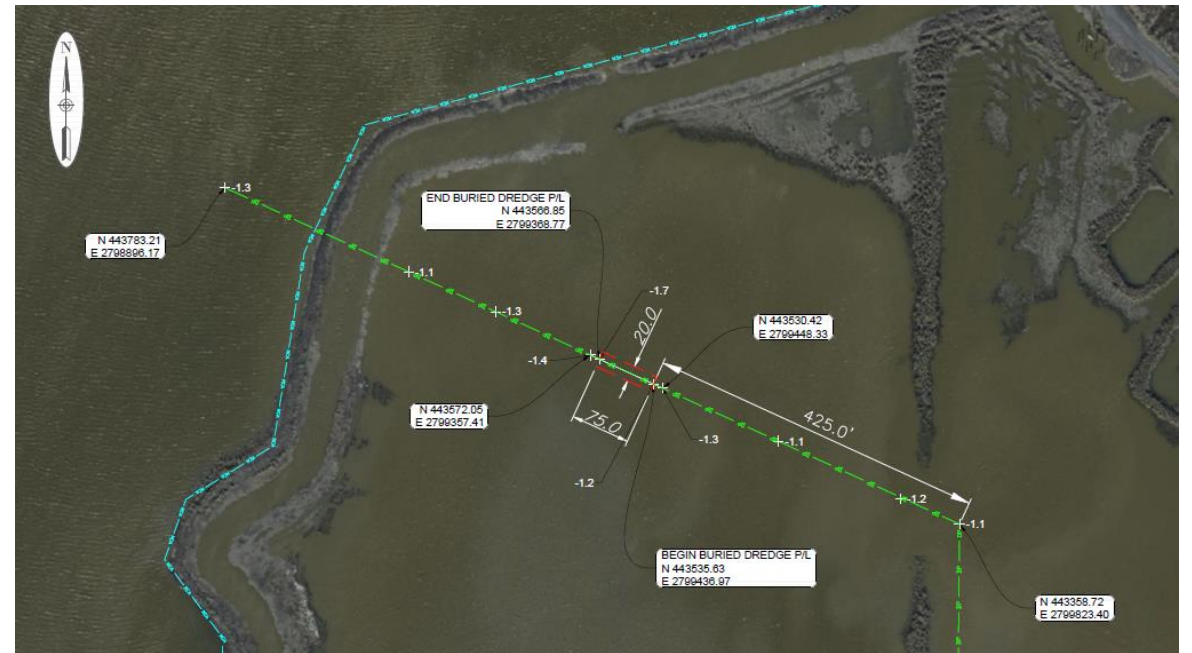 N
-1.3
END BURIED DREDGE P/L
N 443566.85
E 2799368.77
N 443783.21
E 2798896.17
-1.1
-1.3
-1.7
20.0
N 443530.42
E 2799448.33
-1.4
N 443572.05
E 2799357.41
75.0
425.0'
-1.3
-1.1
-1.2
-1.2
-1.1
BEGIN BURIED DREDGE P/L
N 443535.63
E 2799436.97
N 443358.72
E 2799823.40